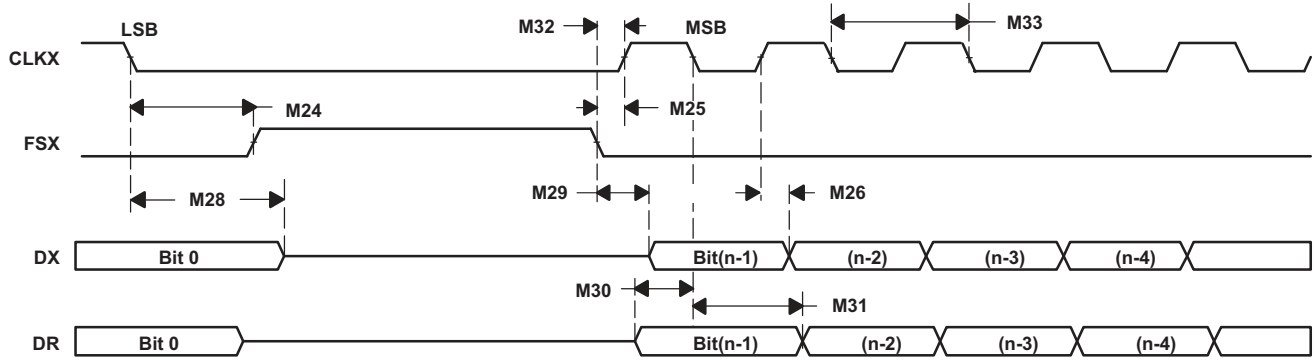 LSB
M32
MSB
M33
CLKX
M24
M25
FSX
M28
M29
M26
DX
Bit 0
Bit(n-1)
(n-2)
(n-3)
(n-4)
M30
M31
DR
Bit 0
Bit(n-1)
(n-2)
(n-3)
(n-4)